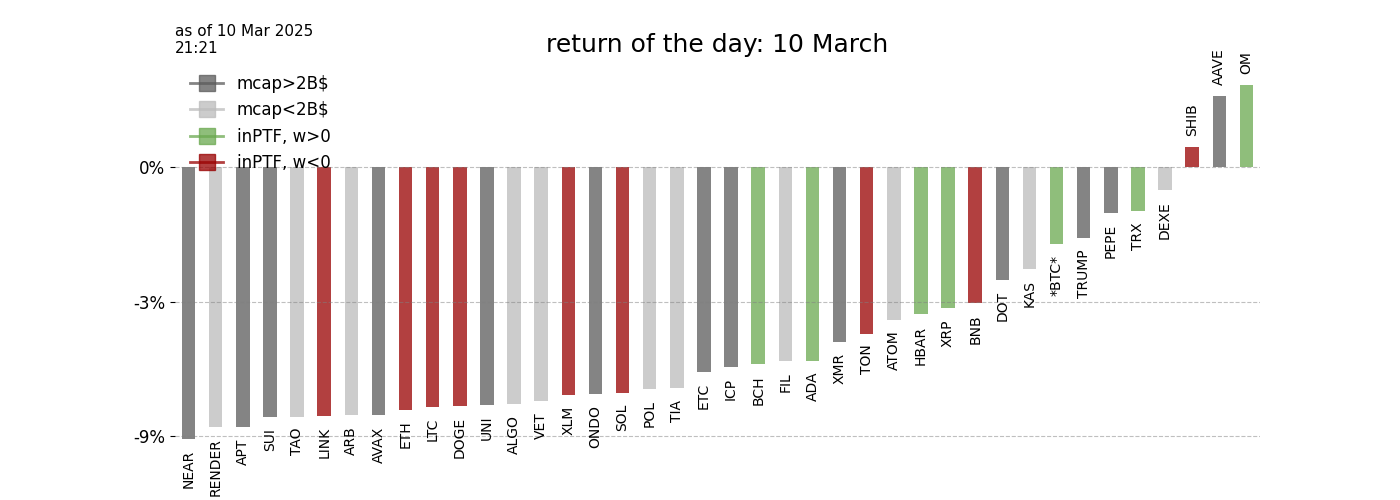 as of 10 Mar 2025
21:21
return of the day: 10 March
mcap>2B$
mcap<2B$
inPTF, w>0
inPTF, w<0
0%
-3%
-9%
NEAR
RENDER
APT
SUI
TAO
LINK
ARB
AVAX
ETH
LTC
DOGE
UNI
ALGO
VET
XLM
ONDO
SOL
POL
TIA
ETC
ICP
BCH
FIL
ADA
XMR
TON
ATOM
HBAR
XRP
BNB
DOT
KAS
*BTC*
TRUMP
PEPE
TRX
DEXE
SHIB
AAVE
OM